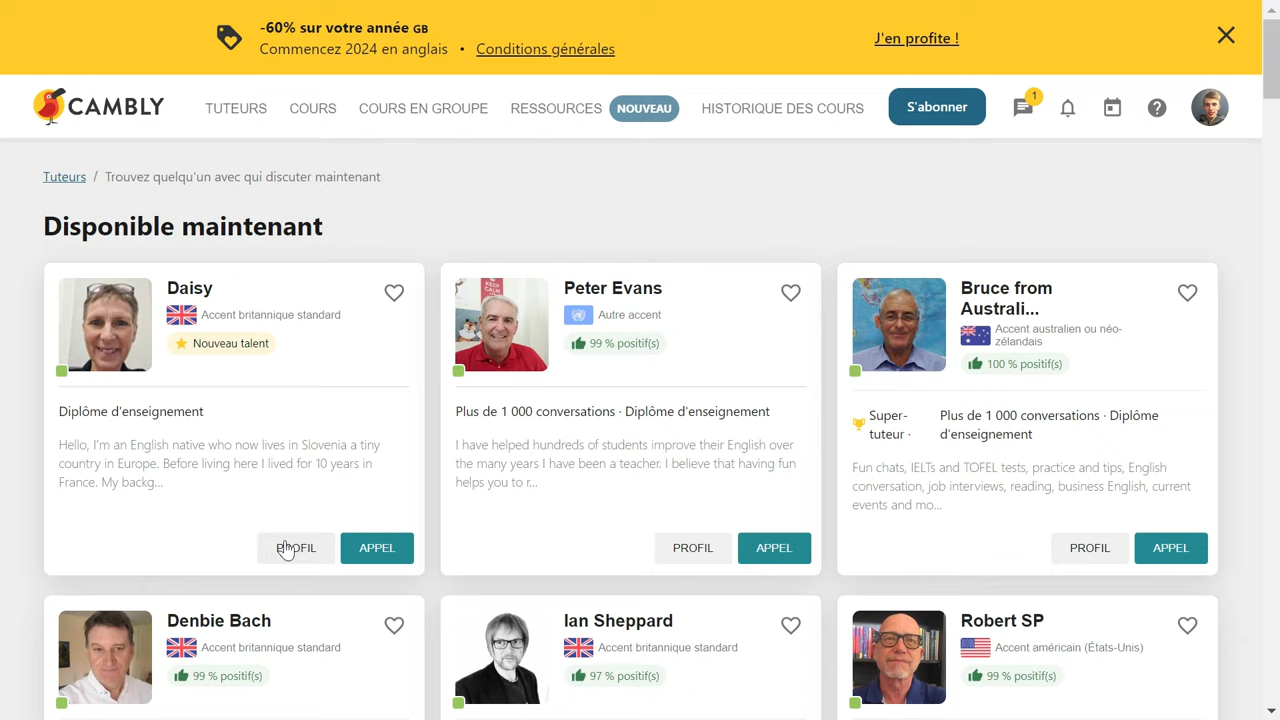 -60% sur votre année GB
Commencez 2024 en anglais • Conditions générales
J'en profite !
CAMBLY
TUTEURS
COURS
COURS EN GROUPE
RESSOURCES
NOUVEAU
HISTORIQUE DES COURS
S'abonner
1
Tuteurs / Trouvez quelqu'un avec qui discuter maintenant
Disponible maintenant
Daisy
Accent britannique standard
Nouveau talent
Diplôme d'enseignement
Hello, I'm an English native who now lives in Slovenia a tiny
country in Europe. Before living here I lived for 10 years in
France. My backg...
PROFIL
APPEL
Peter Evans
Autre accent
99 % positif(s)
Plus de 1 000 conversations · Diplôme d'enseignement
I have helped hundreds of students improve their English over
the many years I have been a teacher. I believe that having fun
helps you to r...
PROFIL
APPEL
Bruce from
Australi...
Accent australien ou néo-
zélandais
100 % positif(s)
Super-
tuteur ·
Plus de 1 000 conversations · Diplôme
d'enseignement
Fun chats, IELTs and TOFEL tests, practice and tips, English
conversation, job interviews, reading, business English, current
events and mo...
PROFIL
APPEL
Denbie Bach
Accent britannique standard
99 % positif(s)
Ian Sheppard
Accent britannique standard
97 % positif(s)
Robert SP
Accent américain (États-Unis)
99 % positif(s)